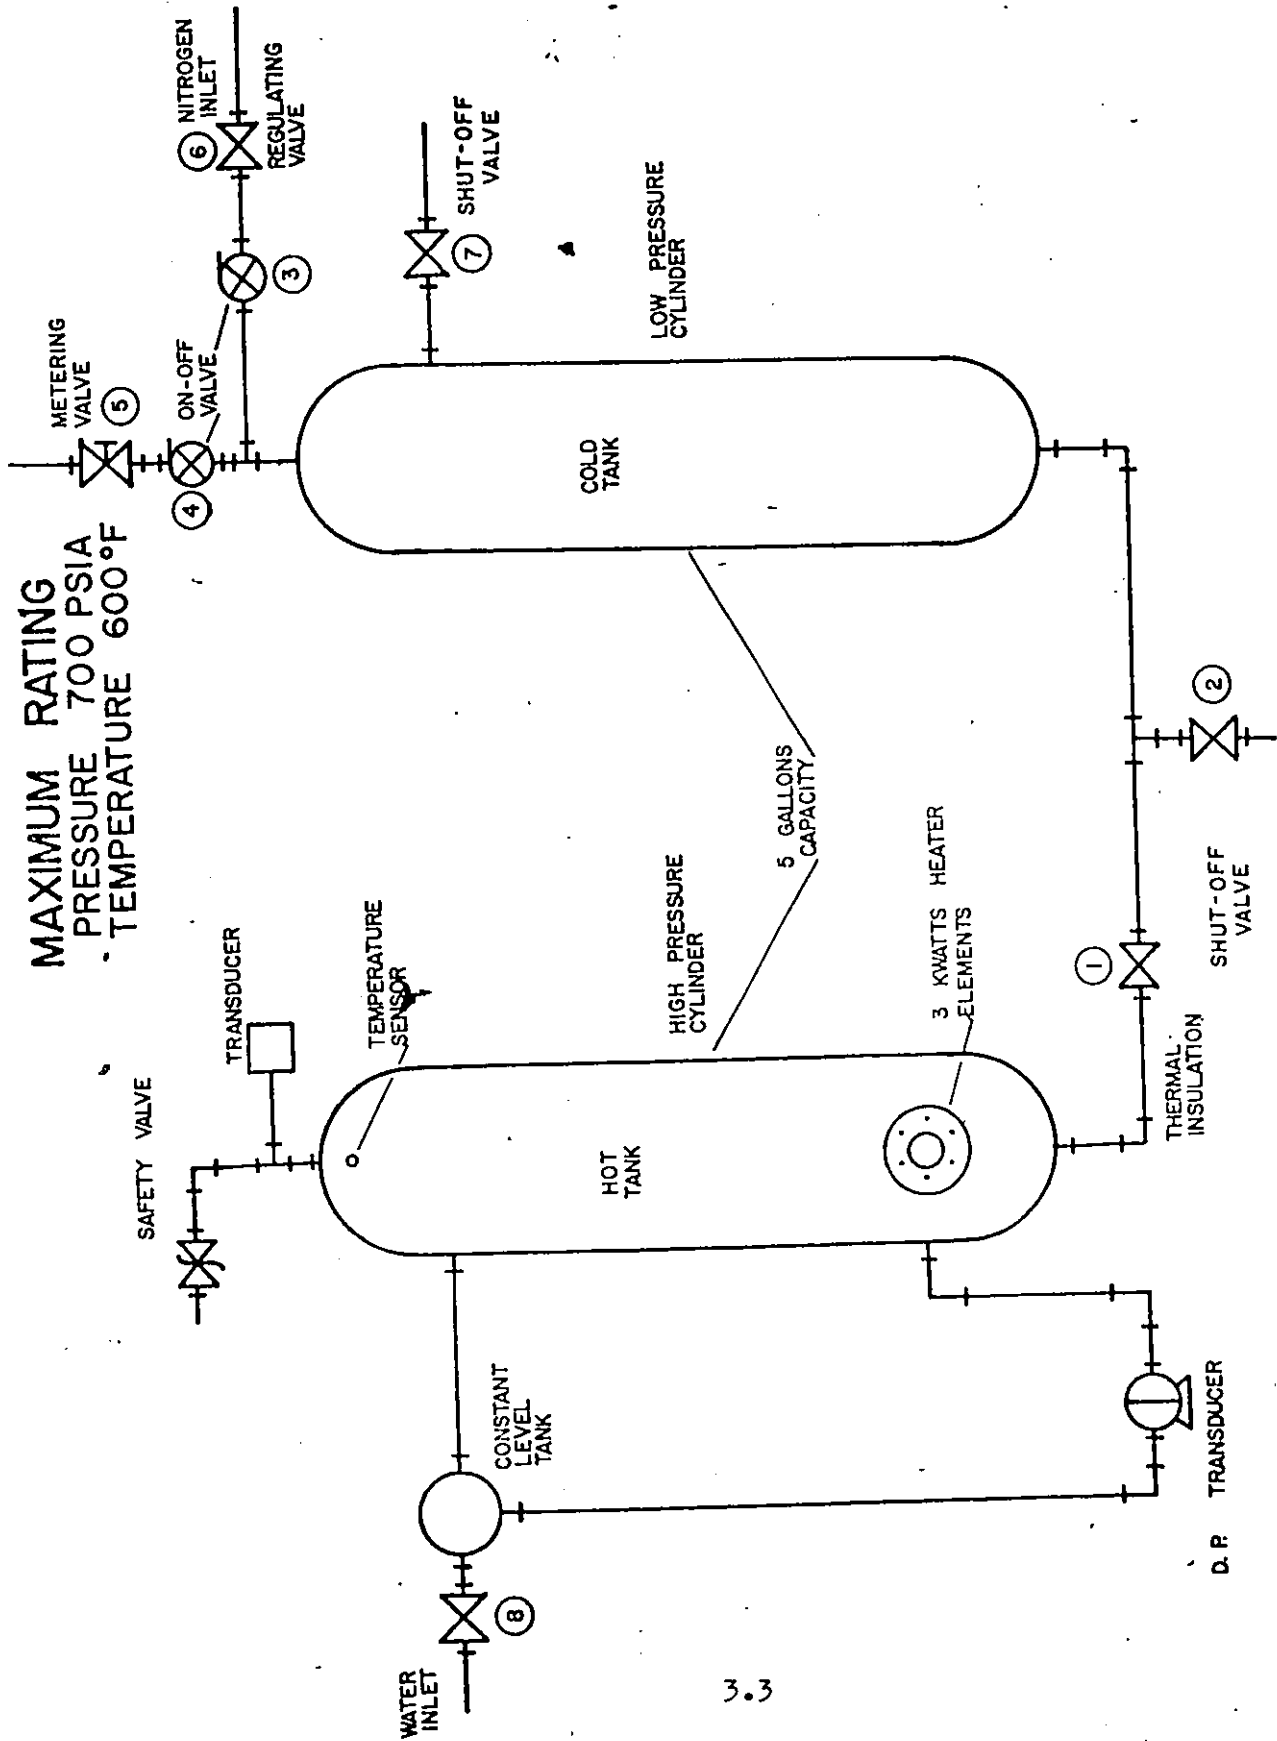 MAXIMUM RATING
PRESSURE 700 PSIA
TEMPERATURE 600°F
SAFETY VALVE
TRANSDUCER
TEMPERATURE
SENSOR
METERING
VALVE
5
4
ON-OFF
VALVE
3
6
NITROGEN
INLET
REGULATING
VALVE
SHUT-OFF
VALVE
7
WATER
INLET
8
CONSTANT
LEVEL
TANK
HOT
TANK
HIGH PRESSURE
CYLINDER
5 GALLONS
CAPACITY
COLD
TANK
LOW PRESSURE
CYLINDER
3 KWATTS HEATER
ELEMENTS
D.P. TRANSDUCER
THERMAL
INSULATION
1
SHUT-OFF
VALVE
2
3.3